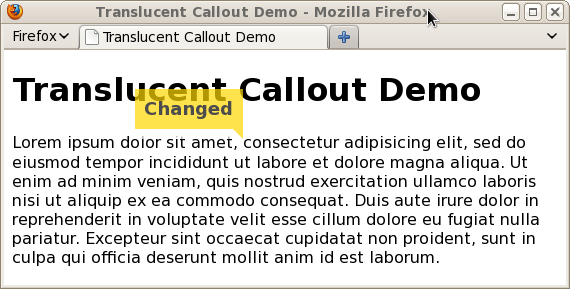 Translucent Callout Demo - Mozilla Firefox
Firefox
Translucent Callout Demo
Translucent Callout Demo
Changed
Lorem ipsum dolor sit amet, consectetur adipisicing elit, sed do
eiusmod tempor incididunt ut labore et dolore magna aliqua. Ut
enim ad minim veniam, quis nostrud exercitation ullamco laboris
nisi ut aliquip ex ea commodo consequat. Duis aute irure dolor in
reprehenderit in voluptate velit esse cillum dolore eu fugiat nulla
pariatur. Excepteur sint occaecat cupidatat non proident, sunt in
culpa qui officia deserunt mollit anim id est laborum.